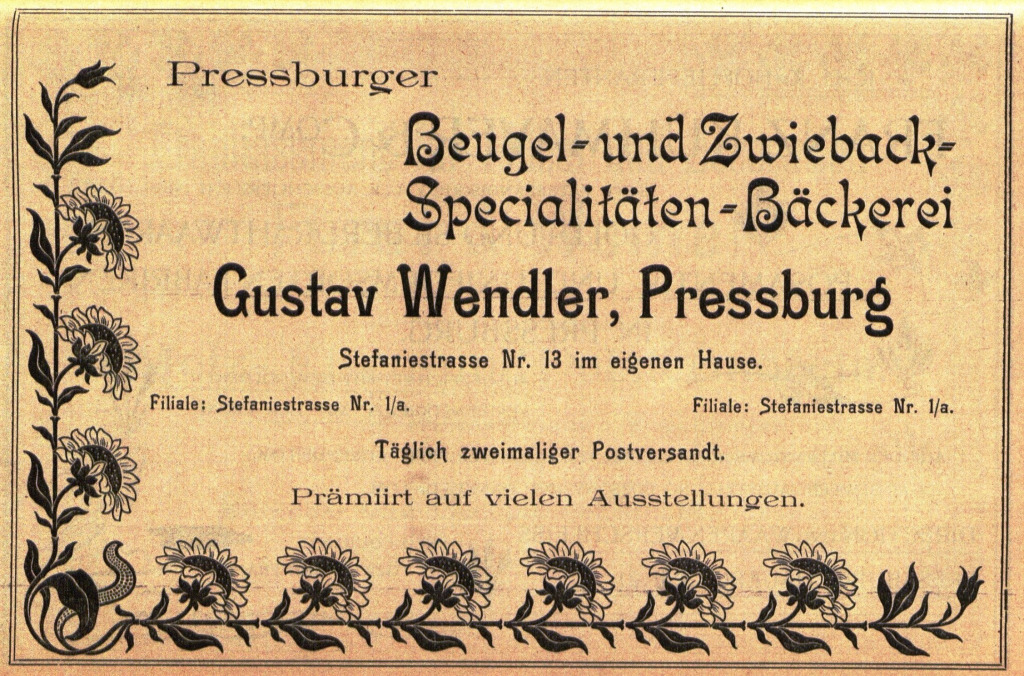 Pressburger
Beugel- und Zwieback-
Specialitäten-Bäckerei
Gustav Wendler, Pressburg
Stefaniestrasse Nr. 13 im eigenen Hause.
Filiale: Stefaniestrasse Nr. 1/a. Filiale: Stefaniestrasse Nr. 1/a.
Täglich zweimaliger Postversandt.
Prämiirt auf vielen Ausstellungen.